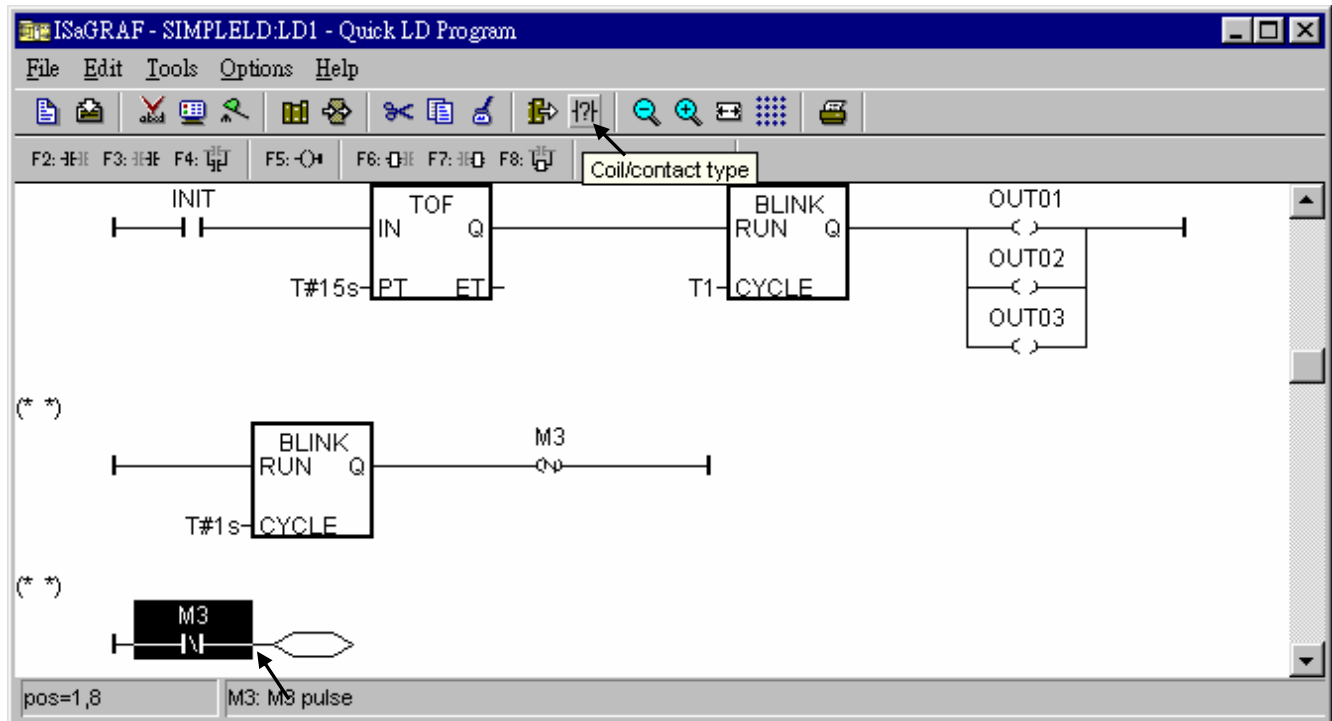 ISaGRAF - SIMPLELD:LD1 - Quick LD Program
File Edit Tools Options Help
F2: F3: F4: F5: F6: F7: F8:
Coil/contact type
INIT
TOF
IN Q
T#15s PT ET
BLINK
RUN Q
T1 CYCLE
OUT01
OUT02
OUT03
(* *)
BLINK
RUN Q
T#1s CYCLE
M3
N
(* *)
M3
pos=1,8
M3: M3 pulse